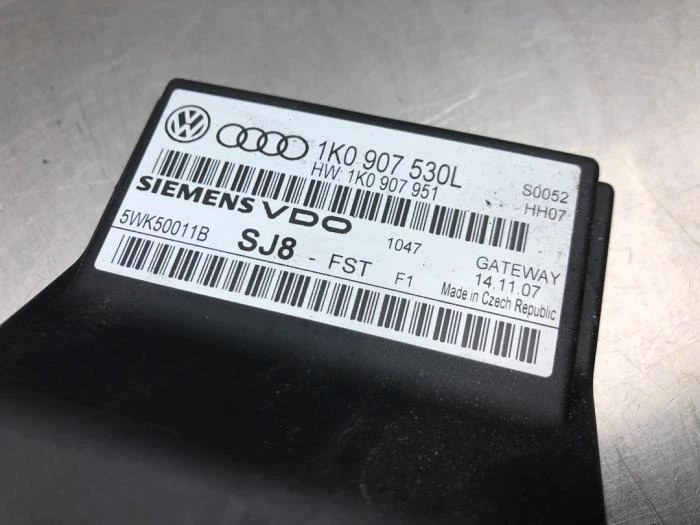 1K0 907 530L
HW: 1K0 907 951
S0052
HH07
SIEMENS VDO
1047
5WK50011B
SJ8 - FST F1
GATEWAY
14.11.07
Made in Czech Republic